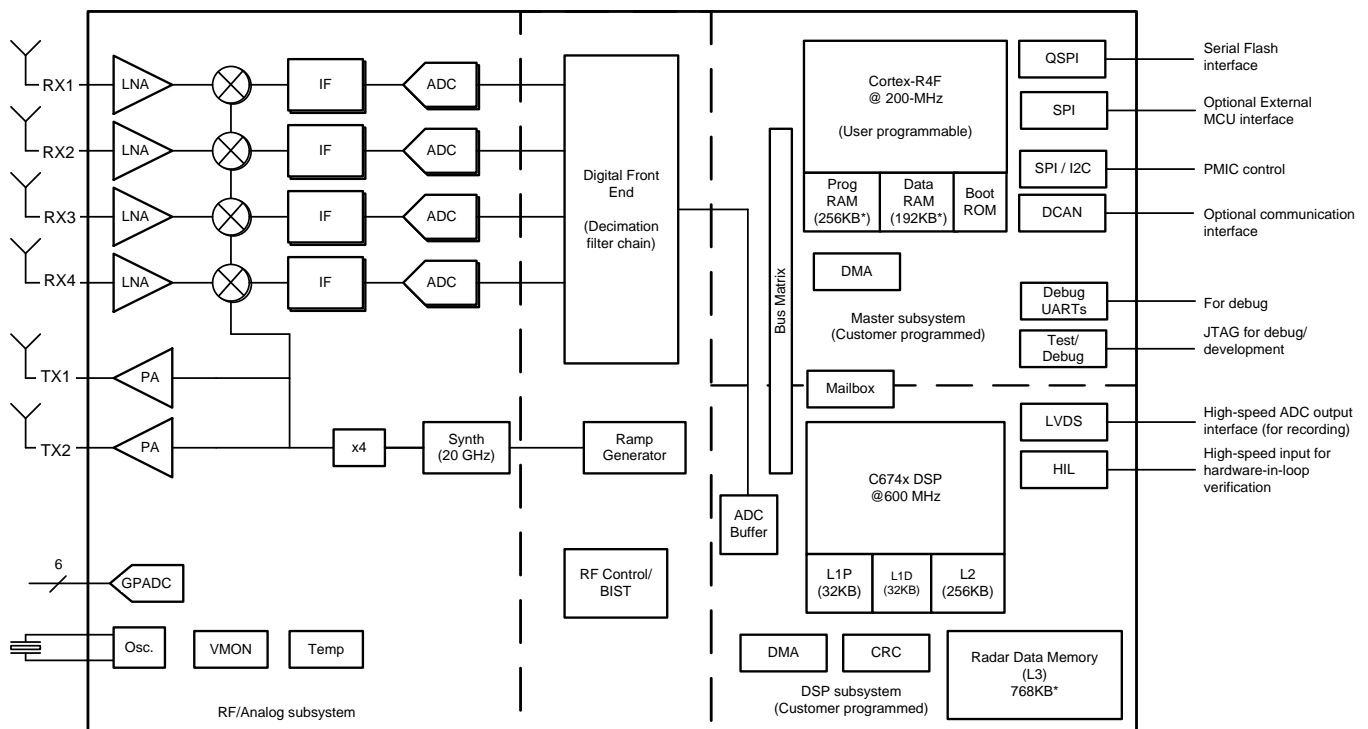 RX1
LNA
IF
ADC
RX2
LNA
IF
ADC
RX3
LNA
IF
ADC
RX4
LNA
IF
ADC
TX1
PA
TX2
PA
x4
Synth
(20 GHz)
Ramp
Generator
Digital Front
End
(Decimation
filter chain)
6
GPADC
Osc.
VMON
Temp
RF/Analog subsystem
RF Control/
BIST
ADC
Buffer
Bus Matrix
Cortex-R4F
@ 200-MHz
(User programmable)
Prog
RAM
(256KB*)
Data
RAM
(192KB*)
Boot
ROM
DMA
Master subsystem
(Customer programmed)
Mailbox
QSPI
Serial Flash
interface
SPI
Optional External
MCU interface
SPI / I2C
PMIC control
DCAN
Optional communication
interface
Debug
UARTs
For debug
Test/
Debug
JTAG for debug/
development
LVDS
High-speed ADC output
interface (for recording)
HIL
High-speed input for
hardware-in-loop
verification
C674x DSP
@600 MHz
L1P
(32KB)
L1D
(32KB)
L2
(256KB)
DMA
CRC
DSP subsystem
(Customer programmed)
Radar Data Memory
(L3)
768KB*